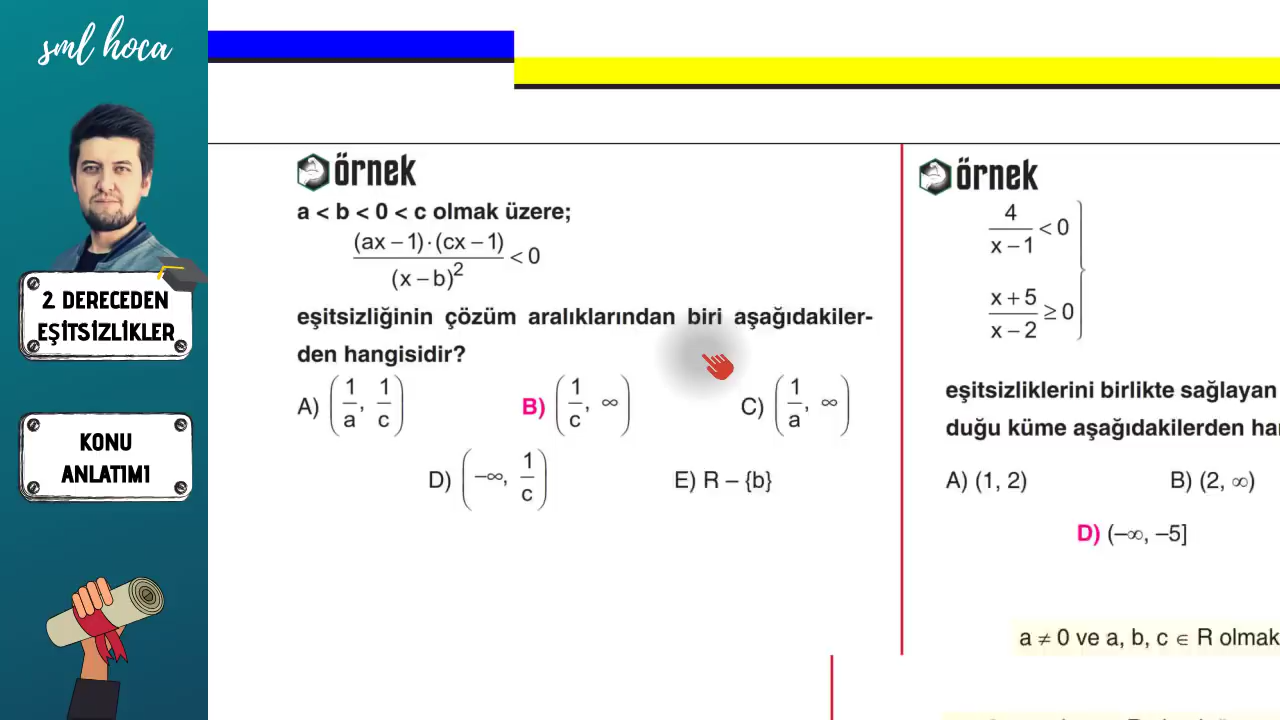 sml hoca
2. DERECEDEN
EŞİTSİZLİKLER
KONU
ANLATIMI
örnek
a < b < 0 < c olmak üzere;
(ax – 1)·(cx – 1) / (x – b)² < 0
eşitsizliğinin çözüm aralıklarından biri aşağıdakiler-
den hangisidir?
A) (1/a, 1/c) B) (1/c, ∞) C) (1/a, ∞)
D) (–∞, 1/c) E) R – {b}
örnek
4 / (x – 1) < 0
(x + 5) / (x – 2) ≥ 0
eşitsizliklerini birlikte sağlayan
duğu küme aşağıdakilerden
A) (1, 2) B) (2, ∞)
D) (–∞, –5]
a ≠ 0 ve a, b, c ∈ R olmak